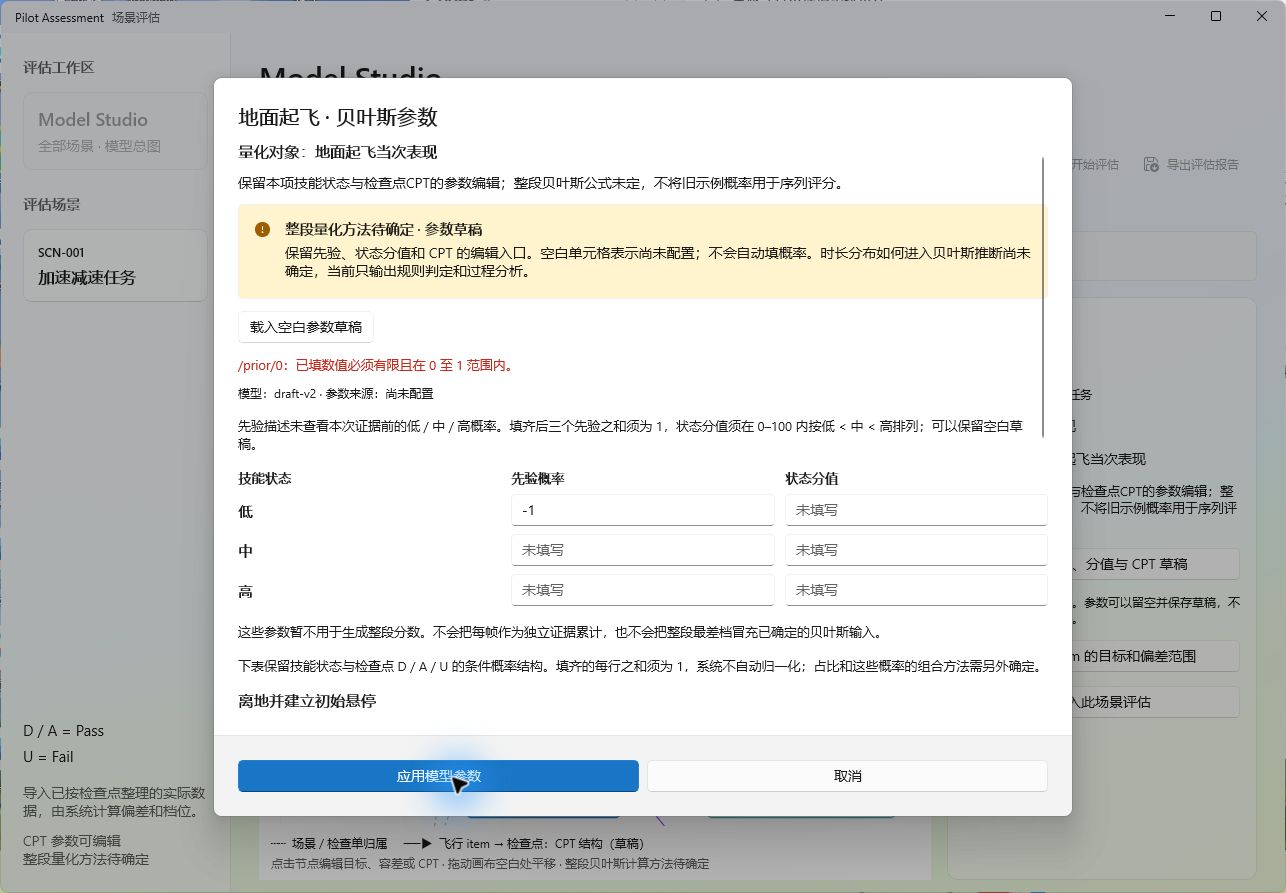 Pilot Assessment 场景评估
评估工作区
Model Studio
全部场景 · 模型总图
评估场景
SCN-001
加速减速任务
D / A = Pass
U = Fail
导入已按检查点整理的实际数
据，由系统计算偏差和档位。
CPT 参数可编辑
整段量化方法待确定
Model Studio
开始评估
导出评估报告
地面起飞 · 贝叶斯参数
量化对象：地面起飞当次表现
保留本项技能状态与检查点CPT的参数编辑；整段贝叶斯公式未定，不将旧示例概率用于序列评分。
整段量化方法待确定 · 参数草稿
保留先验、状态分值和 CPT 的编辑入口。空白单元格表示尚未配置；不会自动填概率。时长分布如何进入贝叶斯推断尚未
确定，当前只输出规则判定和过程分析。
载入空白参数草稿
/prior/0：已填数值必须有限且在 0 至 1 范围内。
模型：draft-v2 · 参数来源：尚未配置
先验描述未查看本次证据前的低 / 中 / 高概率。填齐后三个先验之和须为 1，状态分值须在 0–100 内按低 < 中 < 高排列；可以保留空白草
稿。
技能状态 先验概率 状态分值
低 -1 未填写
中 未填写 未填写
高 未填写 未填写
这些参数暂不用于生成整段分数。不会把每帧作为独立证据累计，也不会把整段最差档冒充已确定的贝叶斯输入。
下表保留技能状态与检查点 D / A / U 的条件概率结构。填齐的每行之和须为 1，系统不自动归一化；占比和这些概率的组合方法需另外确定。
离地并建立初始悬停
应用模型参数
取消
任务
起飞当次表现
与检查点CPT的参数编辑；整
不将旧示例概率用于序列评
、分值与 CPT 草稿
。参数可以留空并保存草稿，不
。
m 的目标和偏差范围
入此场景评估
场景 / 检查单归属 飞行 item → 检查点：CPT 结构（草稿）
点击节点编辑目标、容差或 CPT · 拖动画布空白处平移 · 整段贝叶斯计算方法待确定